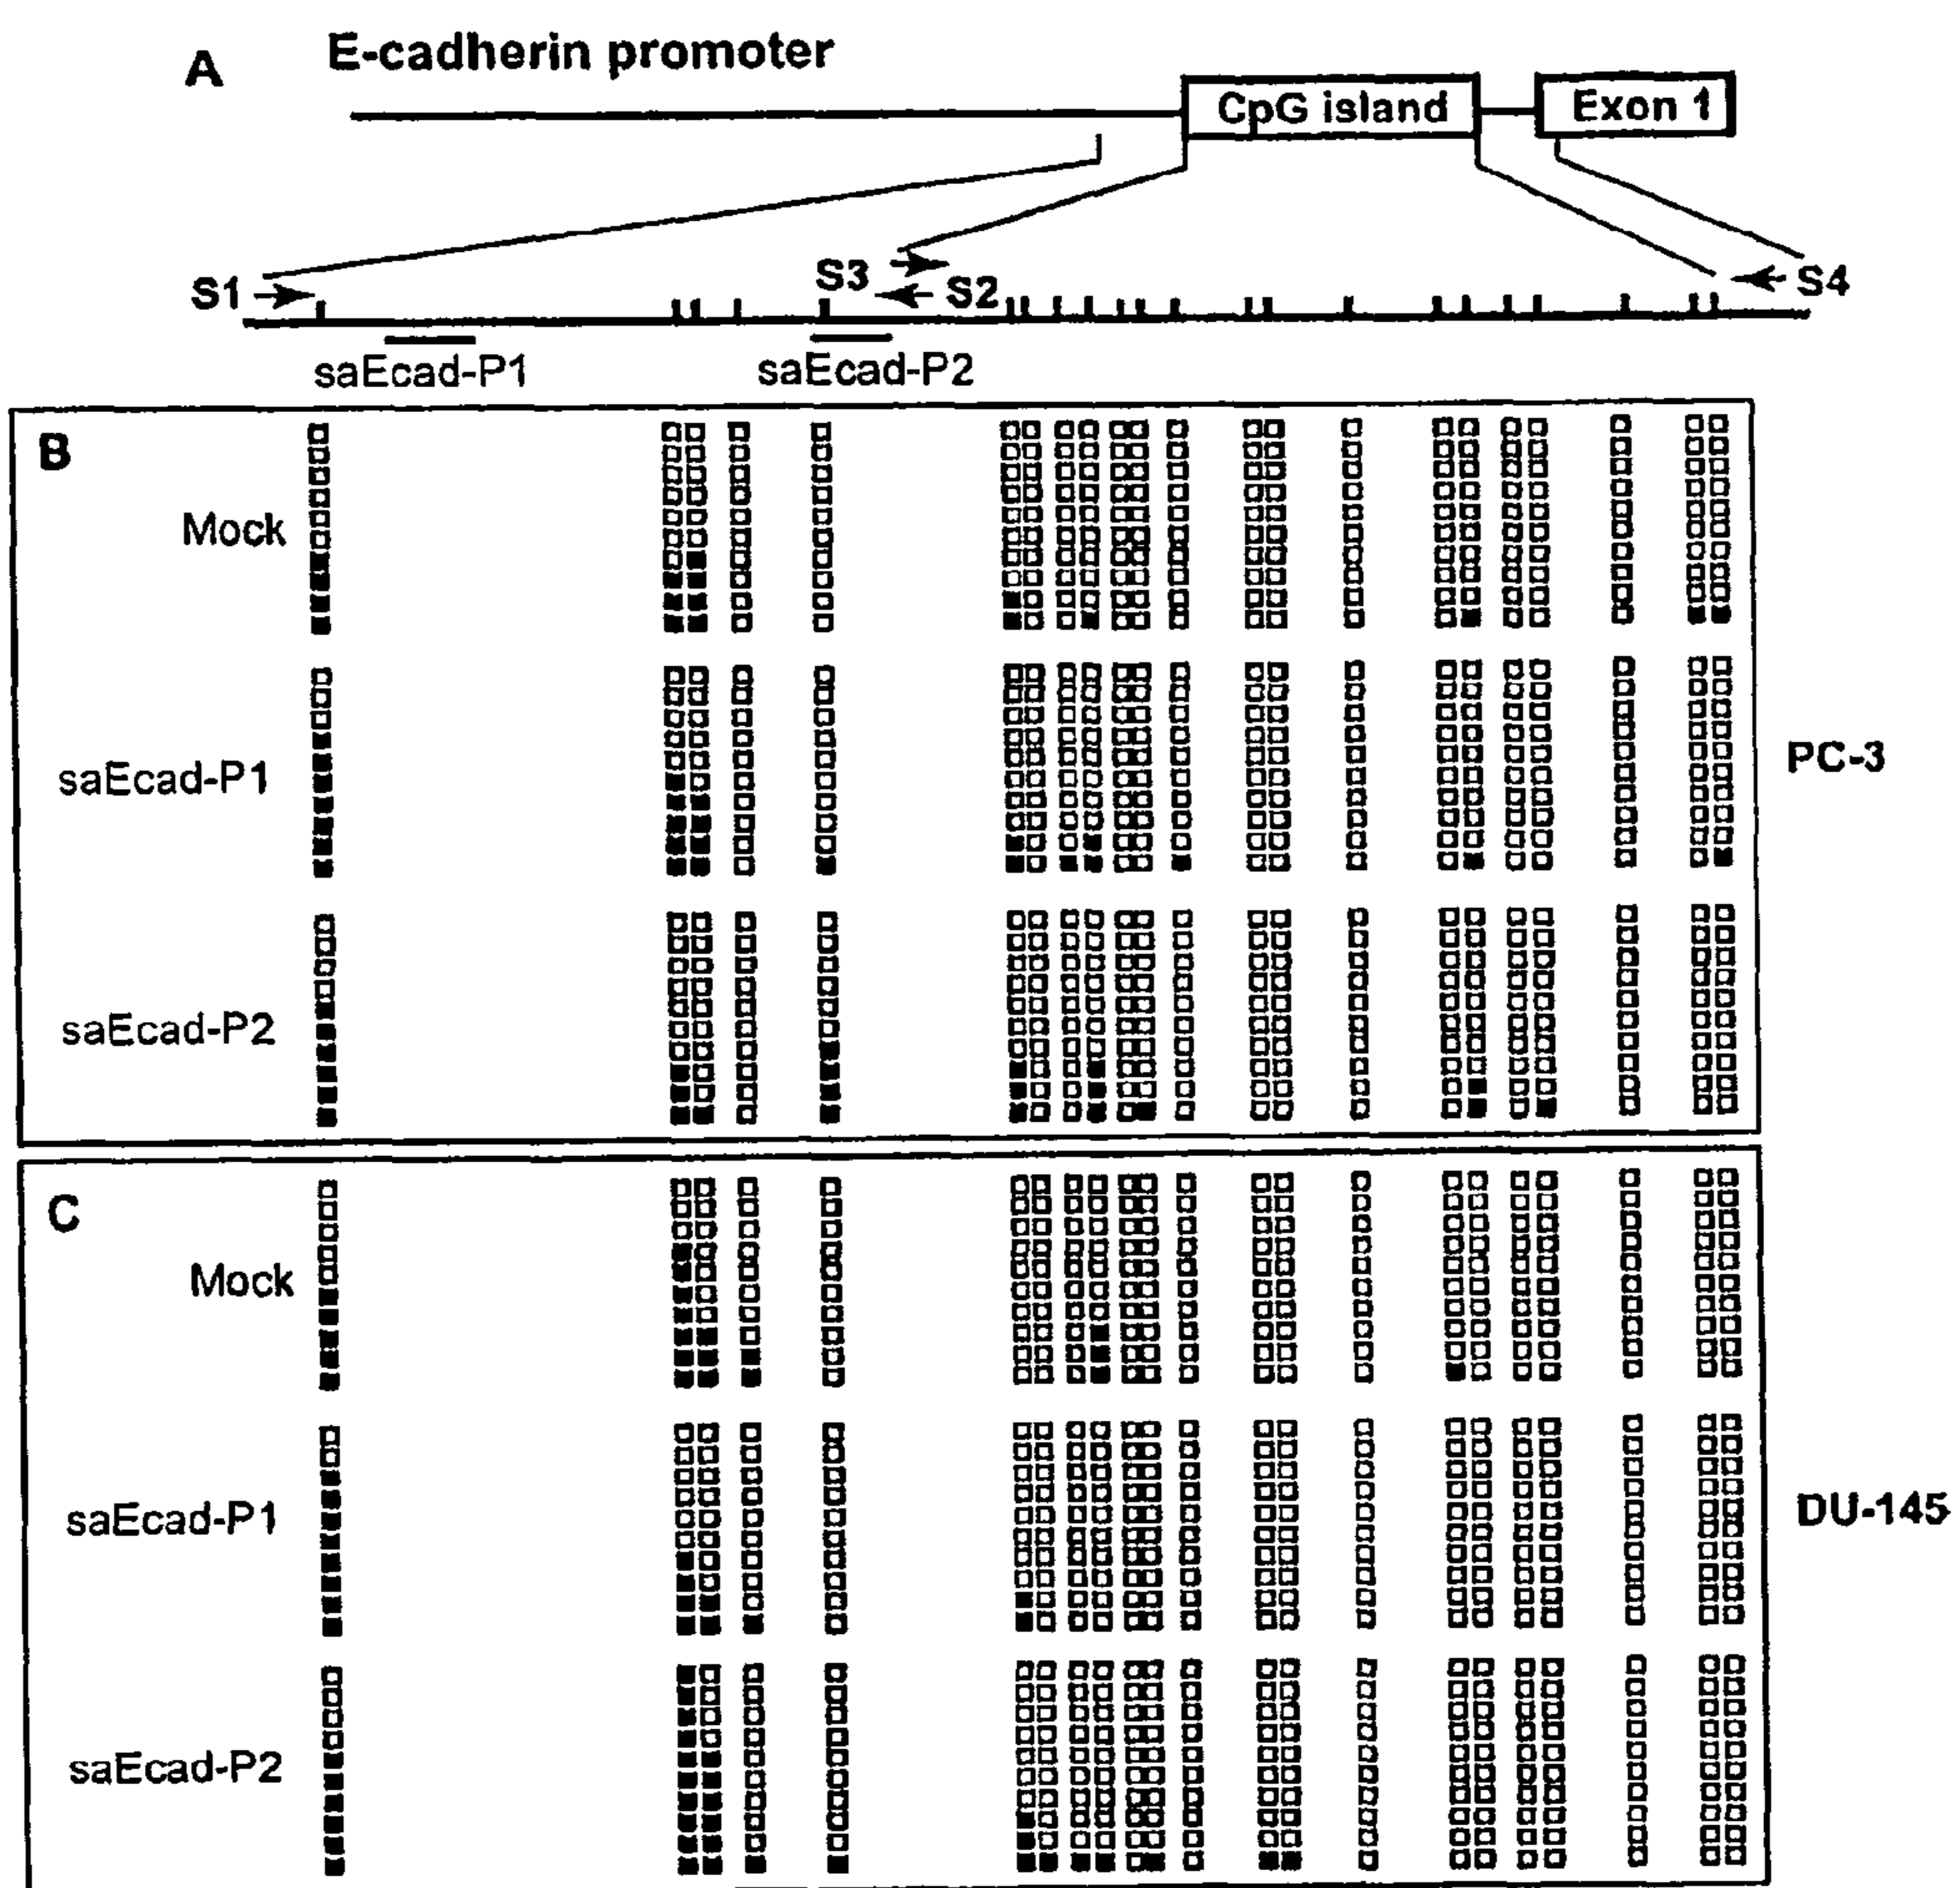 A
E-cadherin promoter
CpG island
Exon 1
S1
S3
S2
S4
saEcad-P1
saEcad-P2
B
Mock
saEcad-P1
PC-3
saEcad-P2
C
Mock
saEcad-P1
DU-145
saEcad-P2